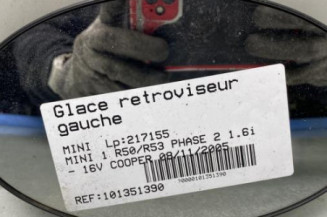 Glace retroviseur
gauche
MINI Lp:217155
MINI 1 R50/R53 PHASE 2 1.6i
- 16V COOPER 08/11/2005
*0000101351390
REF:101351390